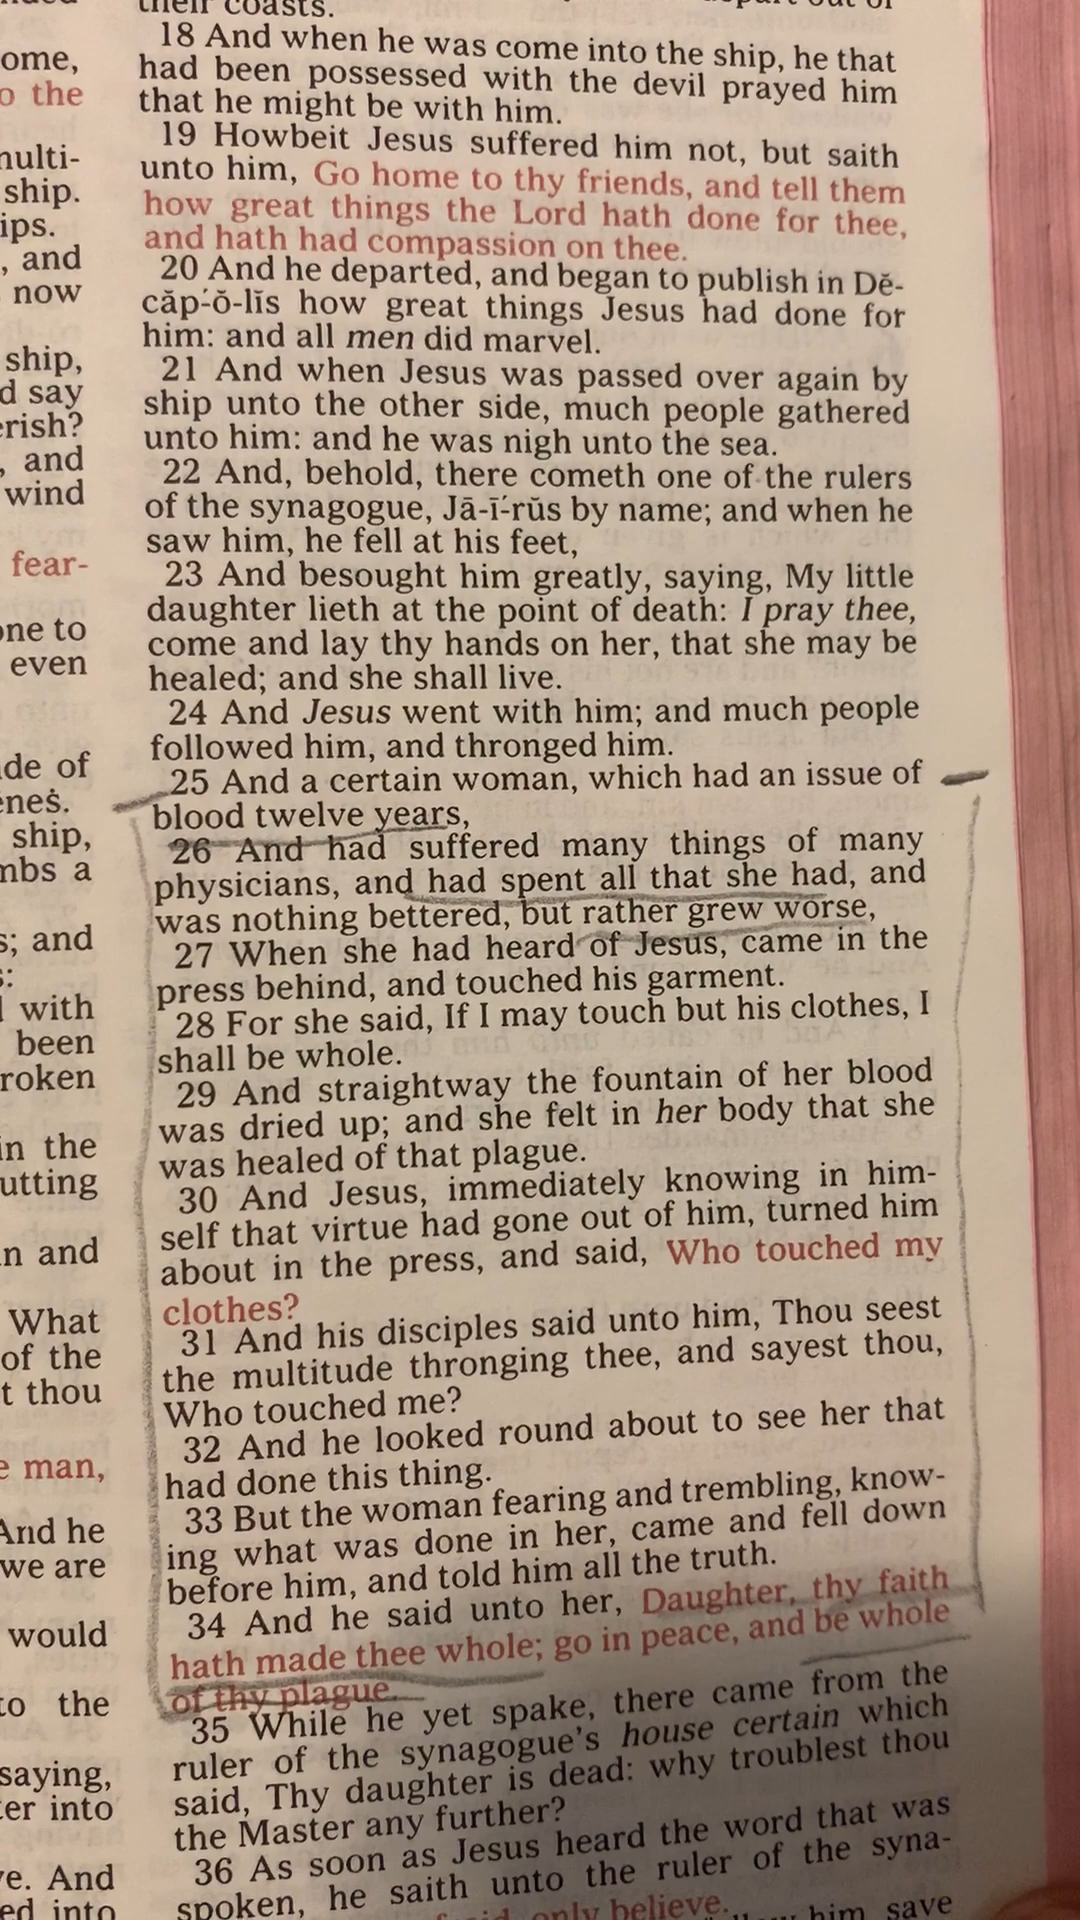 ome,
o the
multi-
ship.
ips.
, and
now
ship,
d say
erish?
, and
wind
fear-
one to
even
de of
enes.
ship,
mbs a
s; and
s:
d with
been
roken
in the
utting
n and
What
of the
t thou
e man,
And he
we are
would
to the
saying,
ter into
ve. And
ed into
their coasts.
18 And when he was come into the ship, he that
had been possessed with the devil prayed him
that he might be with him.
19 Howbeit Jesus suffered him not, but saith
unto him, Go home to thy friends, and tell them
how great things the Lord hath done for thee,
and hath had compassion on thee.
20 And he departed, and began to publish in Dĕ-
căp´-ŏ-lĭs how great things Jesus had done for
him: and all men did marvel.
21 And when Jesus was passed over again by
ship unto the other side, much people gathered
unto him: and he was nigh unto the sea.
22 And, behold, there cometh one of the rulers
of the synagogue, Jā-ī´-rŭs by name; and when he
saw him, he fell at his feet,
23 And besought him greatly, saying, My little
daughter lieth at the point of death: I pray thee,
come and lay thy hands on her, that she may be
healed; and she shall live.
24 And Jesus went with him; and much people
followed him, and thronged him.
25 And a certain woman, which had an issue of
blood twelve years,
26 And had suffered many things of many
physicians, and had spent all that she had, and
was nothing bettered, but rather grew worse,
27 When she had heard of Jesus, came in the
press behind, and touched his garment.
28 For she said, If I may touch but his clothes, I
shall be whole.
29 And straightway the fountain of her blood
was dried up; and she felt in her body that she
was healed of that plague.
30 And Jesus, immediately knowing in him-
self that virtue had gone out of him, turned him
about in the press, and said, Who touched my
clothes?
31 And his disciples said unto him, Thou seest
the multitude thronging thee, and sayest thou,
Who touched me?
32 And he looked round about to see her that
had done this thing.
33 But the woman fearing and trembling, know-
ing what was done in her, came and fell down
before him, and told him all the truth.
34 And he said unto her, Daughter, thy faith
hath made thee whole; go in peace, and be whole
of thy plague.
35 While he yet spake, there came from the
ruler of the synagogue's house certain which
said, Thy daughter is dead: why troublest thou
the Master any further?
36 As soon as Jesus heard the word that was
spoken, he saith unto the ruler of the syna-
only believe.
him save